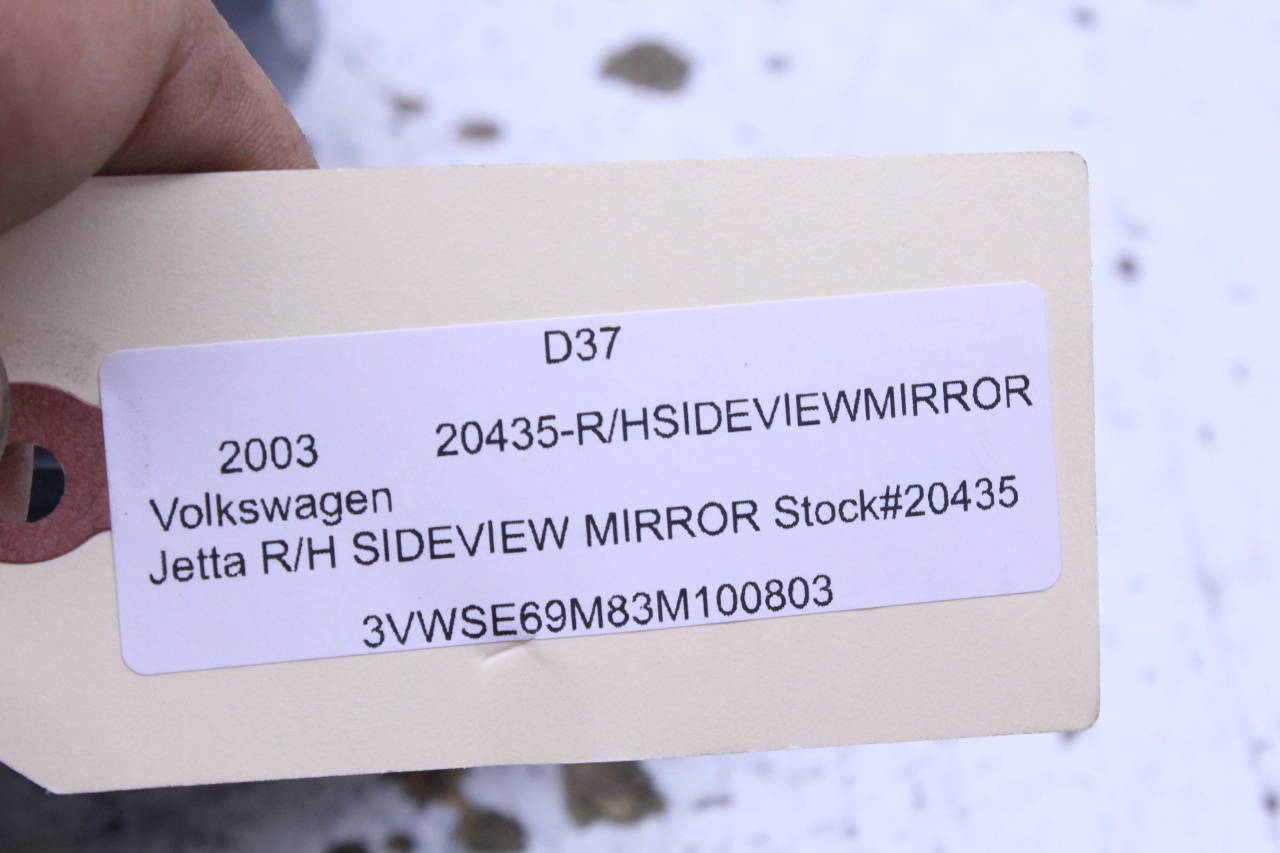 D37
2003 20435-R/HSIDEVIEWMIRROR
Volkswagen
Jetta R/H SIDEVIEW MIRROR Stock#20435
3VWSE69M83M100803